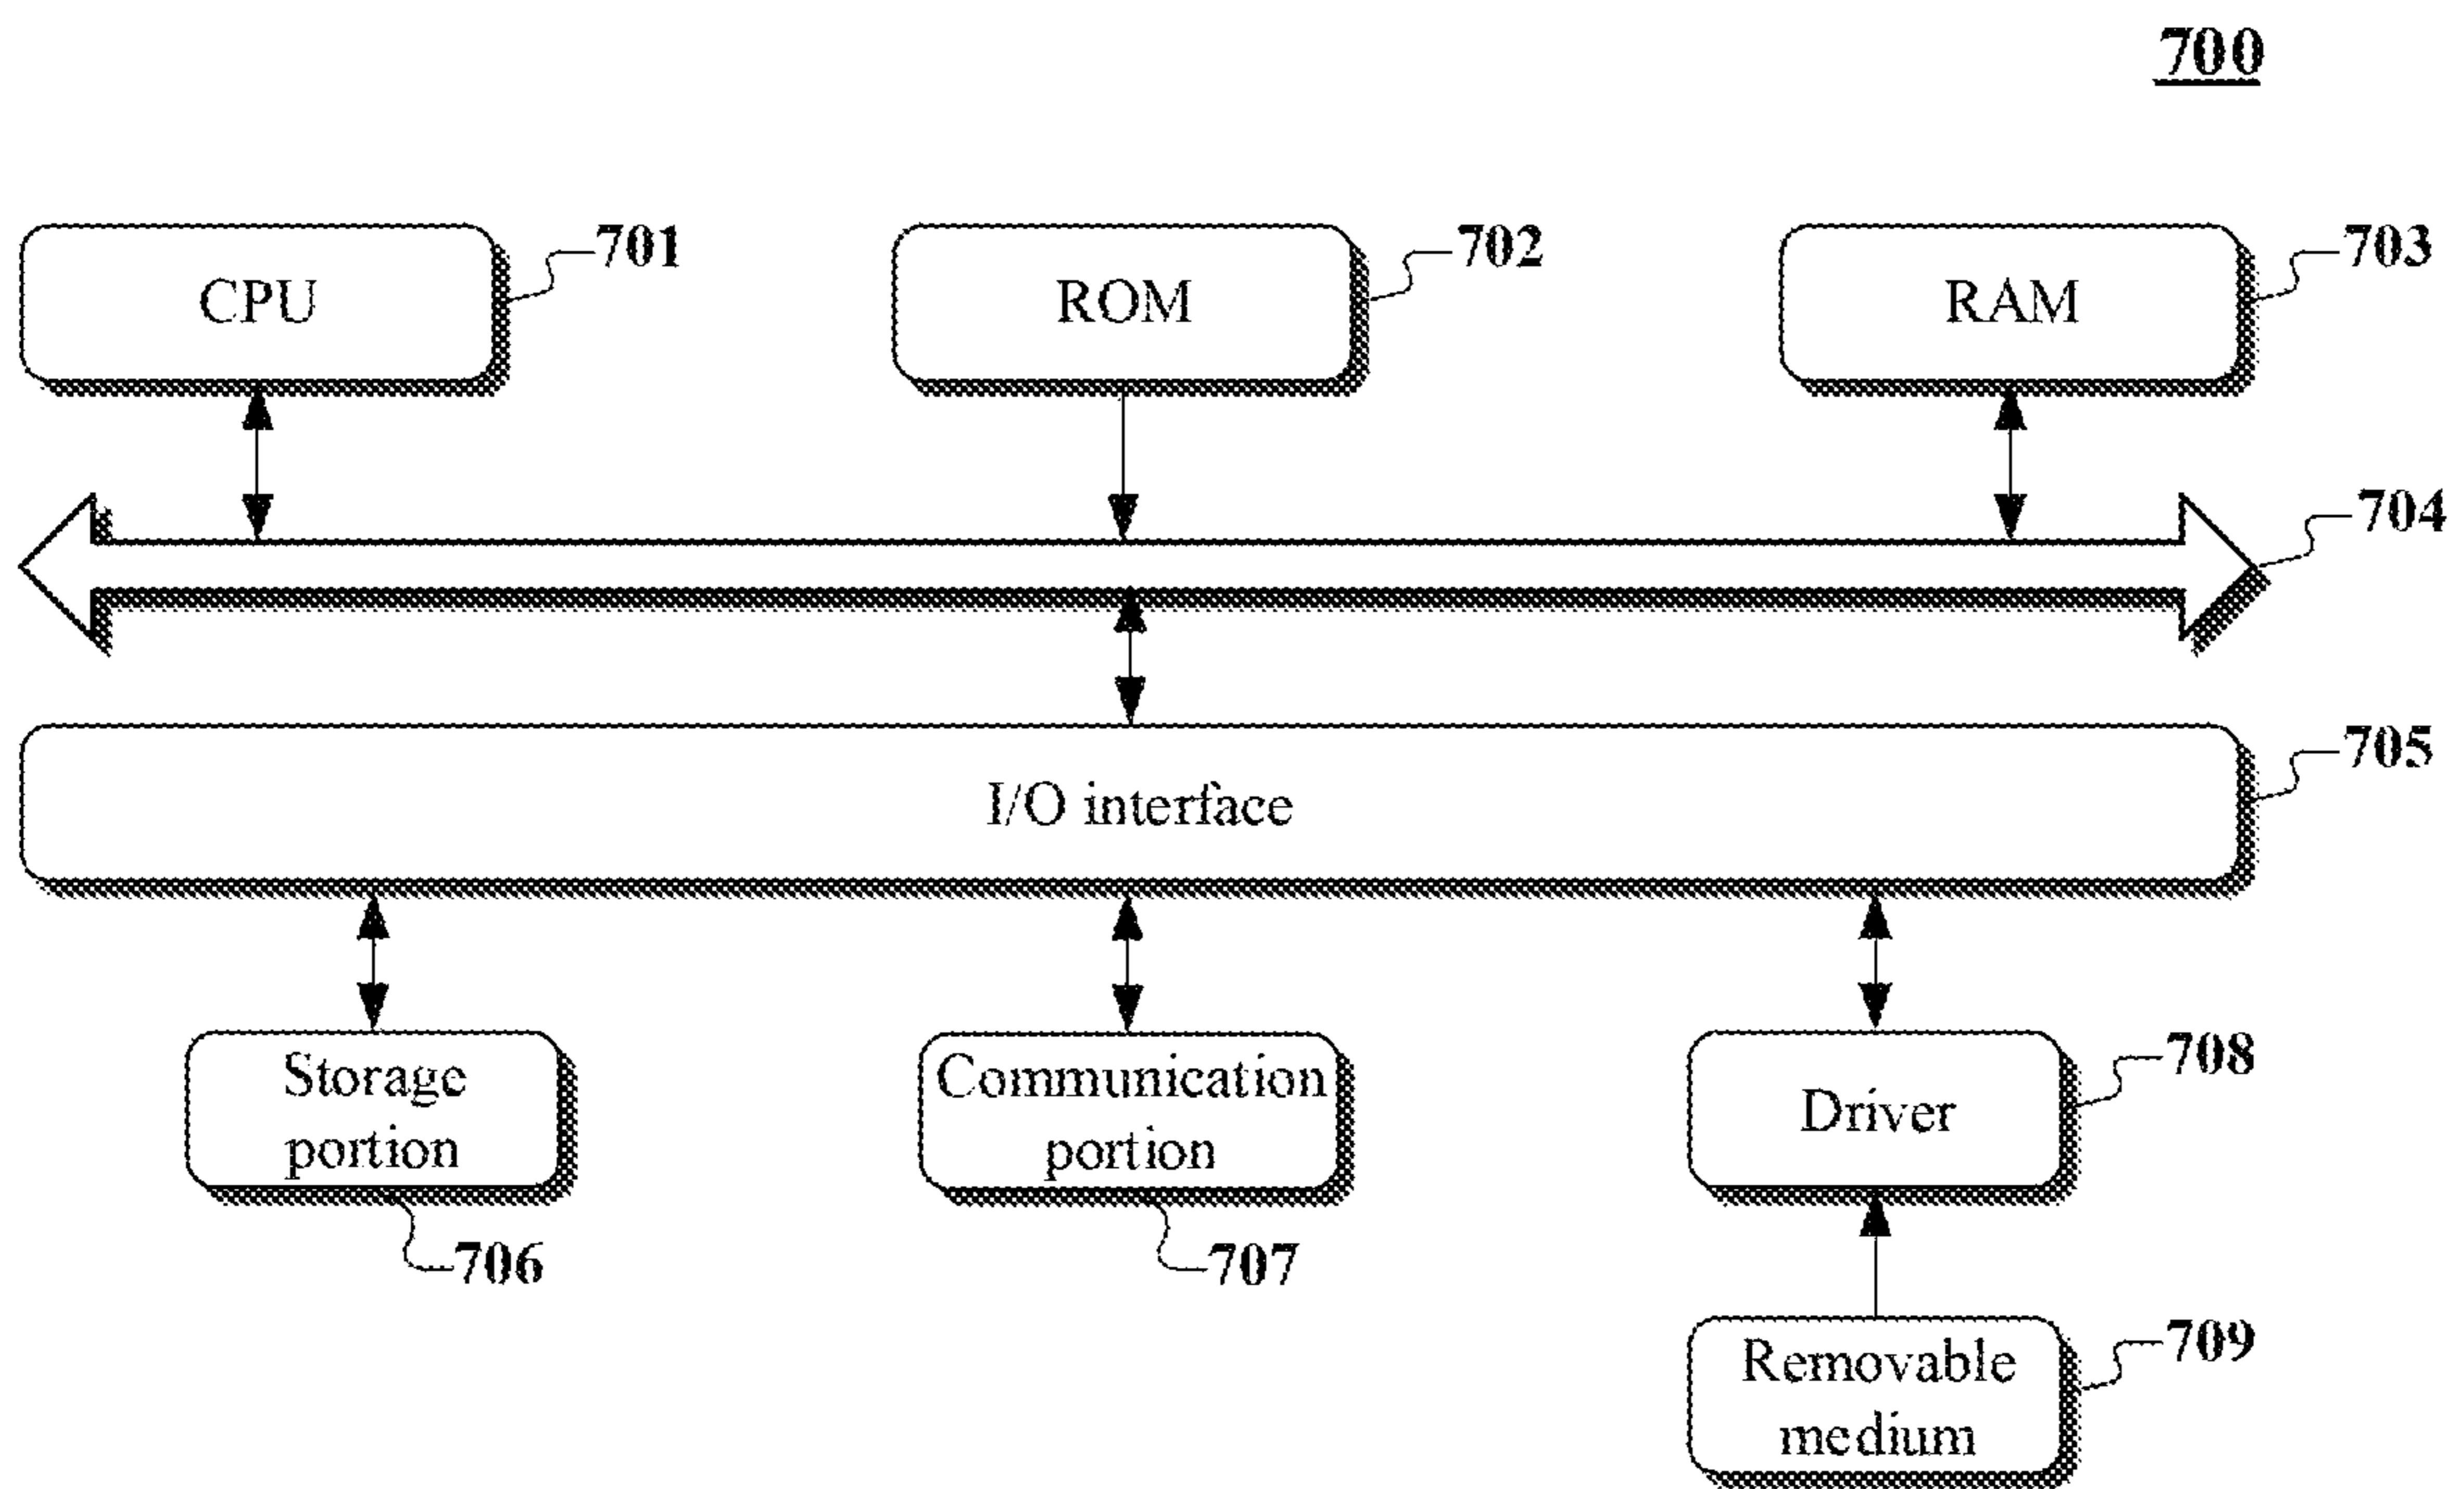 700
CPU
701
ROM
702
RAM
703
704
I/O interface
705
Storage
portion
706
Communication
portion
707
Driver
708
Removable
medium
709